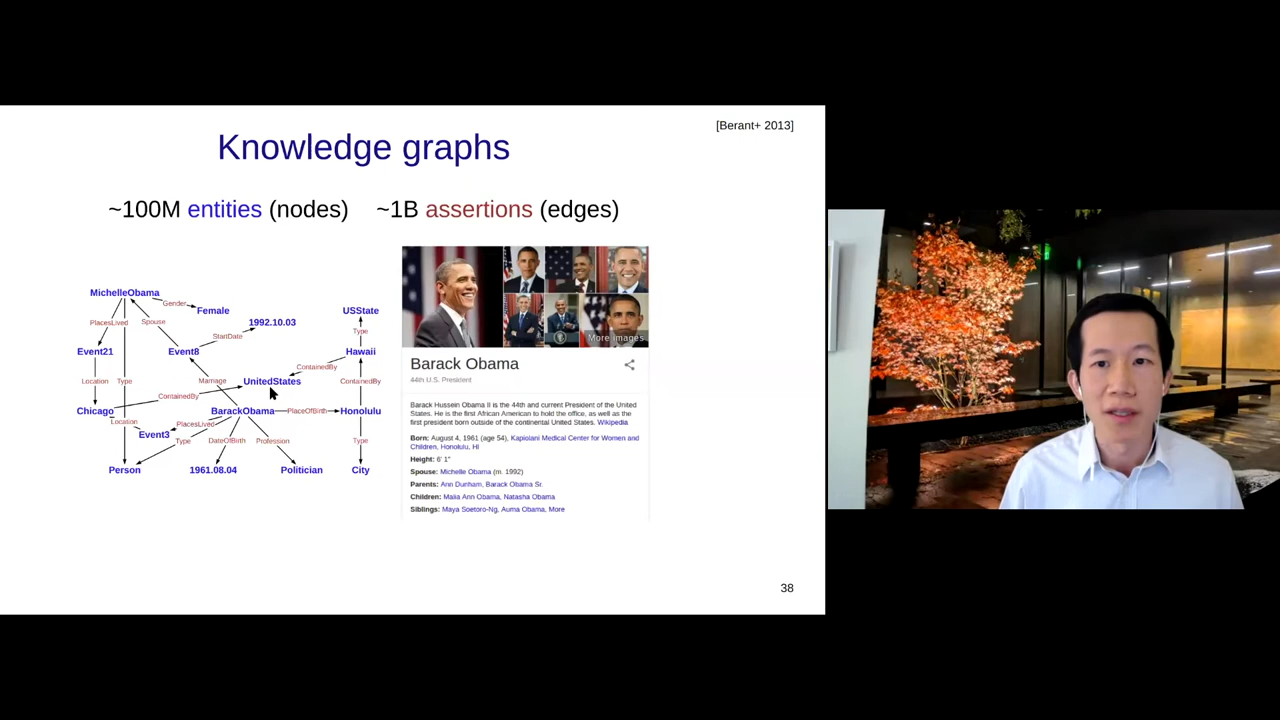 [Berant+ 2013]
Knowledge graphs
~100M entities (nodes) ~1B assertions (edges)
MichelleObama
Gender
Female
PlacesLived
Spouse
1992.10.03
StartDate
USState
Type
Event21
Event8
Hawaii
ContainedBy
Location
Type
Marriage
UnitedStates
ContainedBy
ContainedBy
Chicago
BarackObama
PlaceOfBirth
Honolulu
Location
PlacesLived
Event3
Type
DateOfBirth
Profession
Type
Person
1961.08.04
Politician
City
More images
Barack Obama
44th U.S. President
Barack Hussein Obama II is the 44th and current President of the United
States. He is the first African American to hold the office, as well as the
first president born outside of the continental United States. Wikipedia
Born: August 4, 1961 (age 54), Kapiolani Medical Center for Women and
Children, Honolulu, HI
Height: 6' 1"
Spouse: Michelle Obama (m. 1992)
Parents: Ann Dunham, Barack Obama Sr.
Children: Malia Ann Obama, Natasha Obama
Siblings: Maya Soetoro-Ng, Auma Obama, More
38